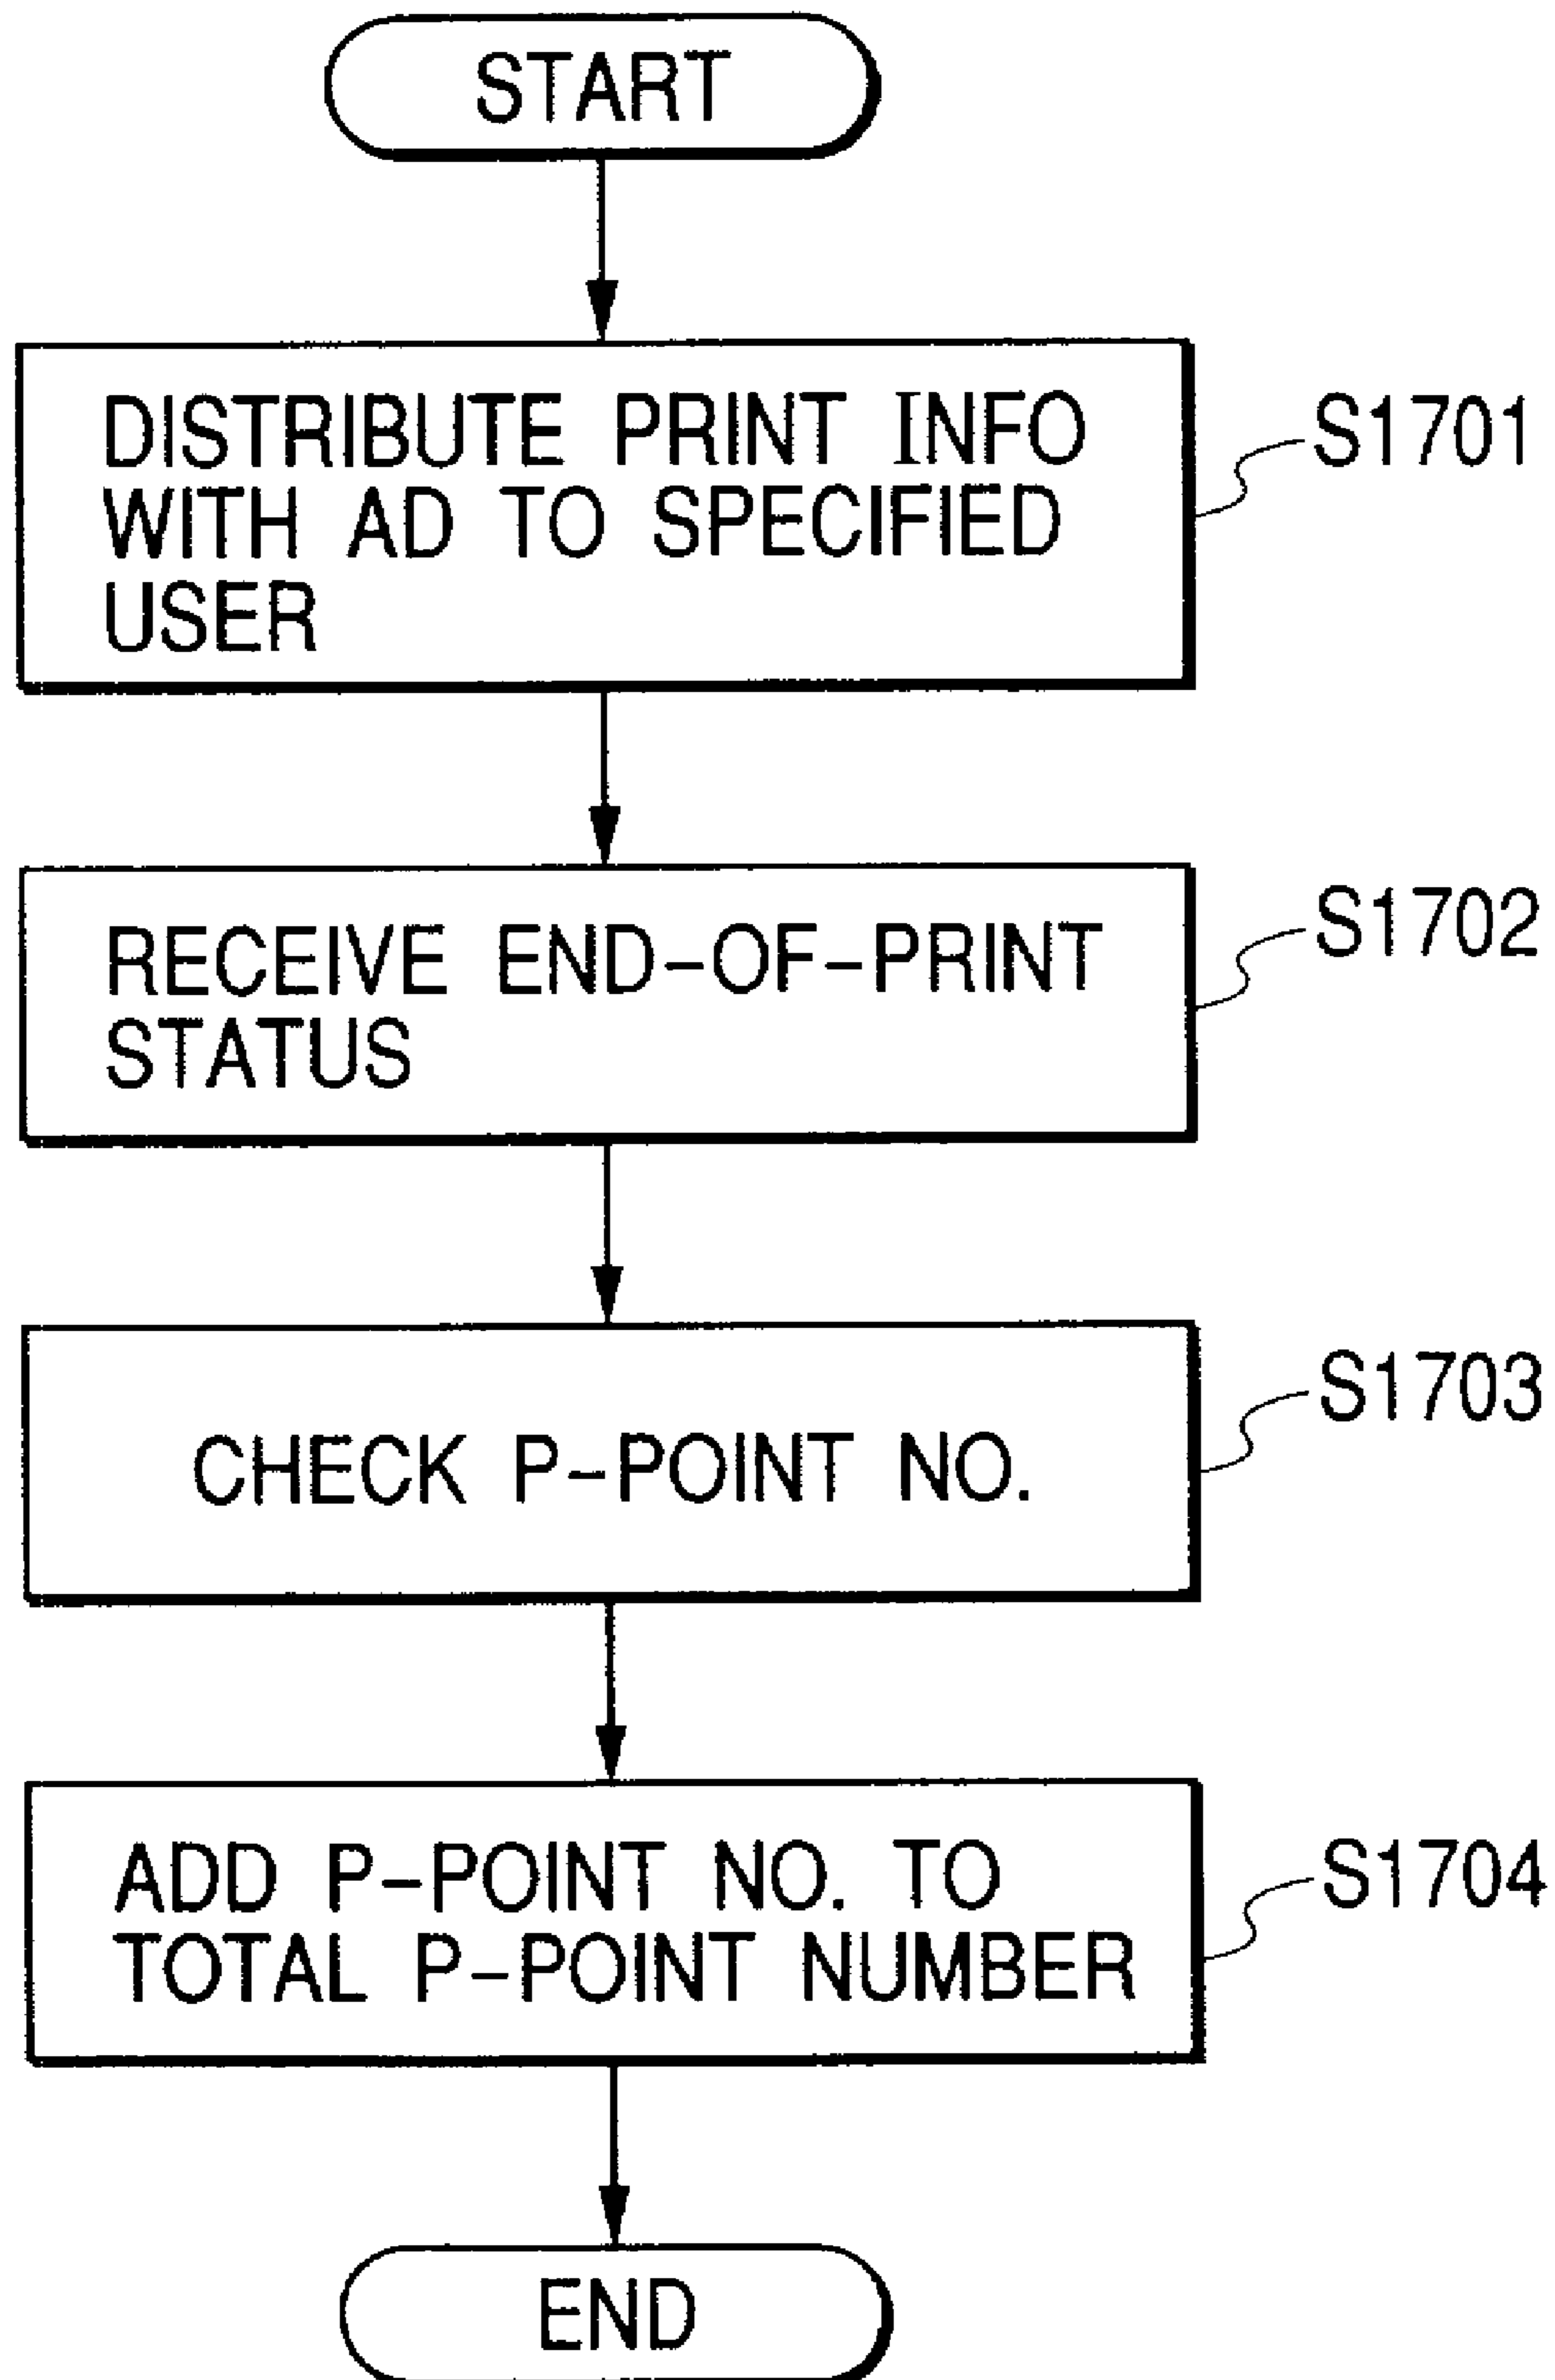 START
DISTRIBUTE PRINT INFO
WITH AD TO SPECIFIED
USER
S1701
RECEIVE END-OF-PRINT
STATUS
S1702
CHECK P-POINT NO.
S1703
ADD P-POINT NO. TO
TOTAL P-POINT NUMBER
S1704
END